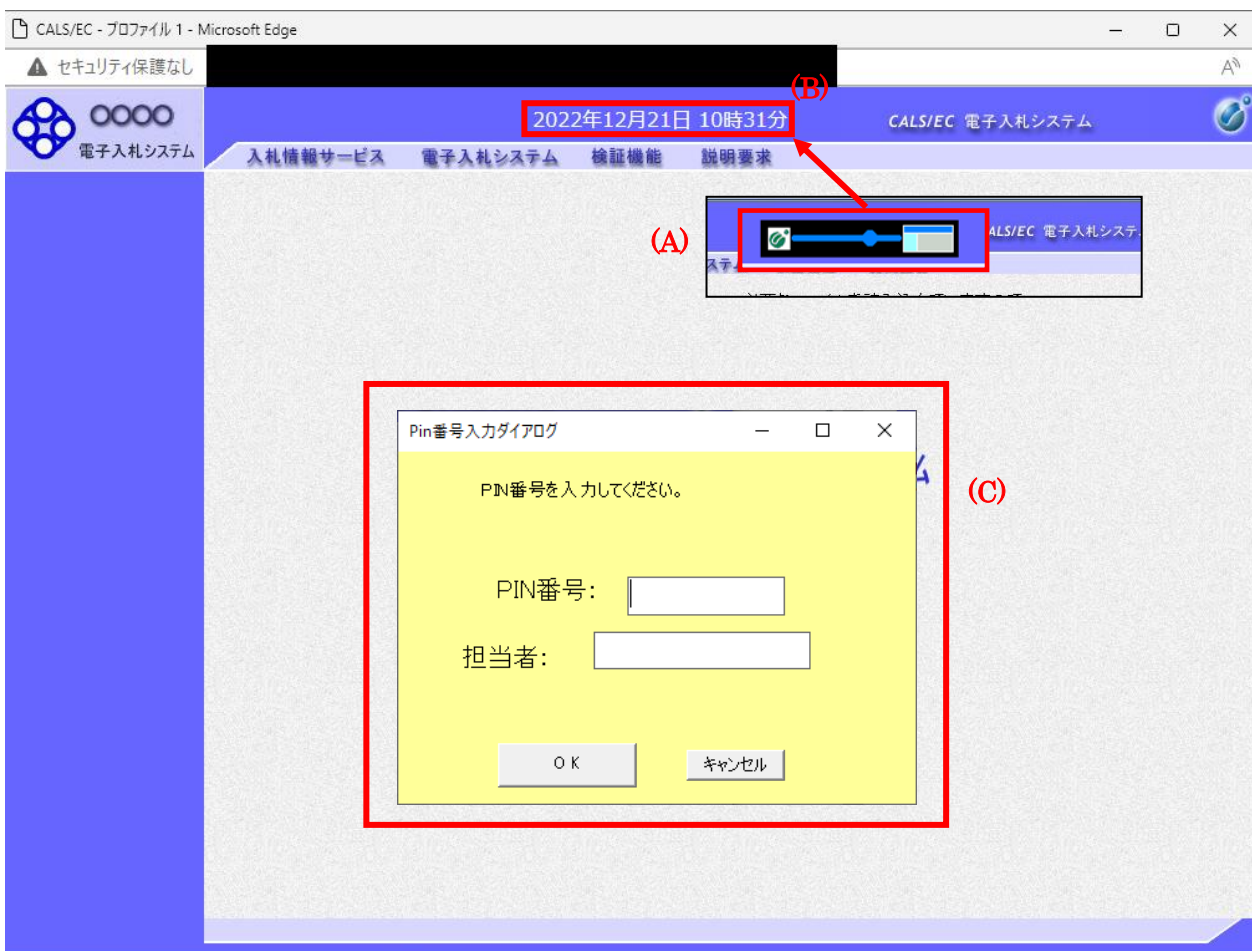 CALS/EC - プロファイル 1 - Microsoft Edge
セキュリティ保護なし
(B)
OOOO
電子入札システム
2022年12月21日 10時31分
CALS/EC 電子入札システム
入札情報サービス 電子入札システム 検証機能 説明要求
(A)
ALS/EC 電子入札システ
ステ
Pin番号入力ダイアログ
PIN番号を入力してください。
ム
(C)
PIN番号:
担当者:
OK
キャンセル